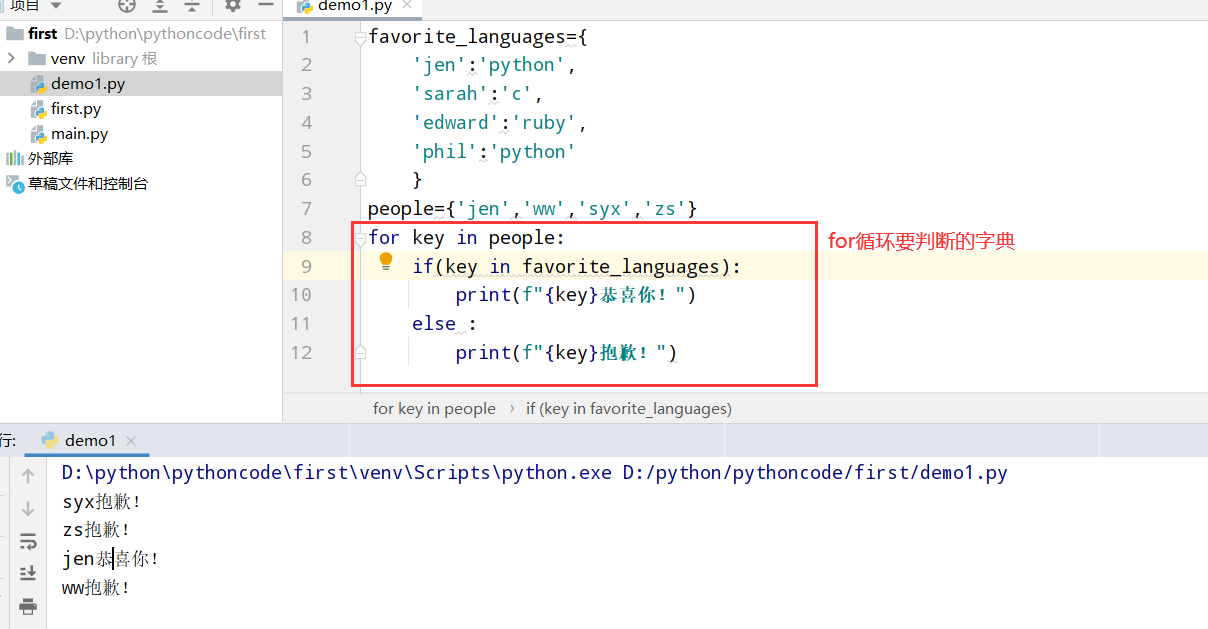 项目
demo1.py
first D:\python\pythoncode\first
venv library 根
demo1.py
first.py
main.py
外部库
草稿文件和控制台
1 favorite_languages={
2 'jen':'python',
3 'sarah':'c',
4 'edward':'ruby',
5 'phil':'python'
6 }
7 people={'jen','ww','syx','zs'}
8 for key in people:
9 if(key in favorite_languages):
10 print(f"{key}恭喜你！")
11 else :
12 print(f"{key}抱歉！")
for循环要判断的字典
for key in people › if (key in favorite_languages)
行: demo1
D:\python\pythoncode\first\venv\Scripts\python.exe D:/python/pythoncode/first/demo1.py
syx抱歉！
zs抱歉！
jen恭喜你！
ww抱歉！